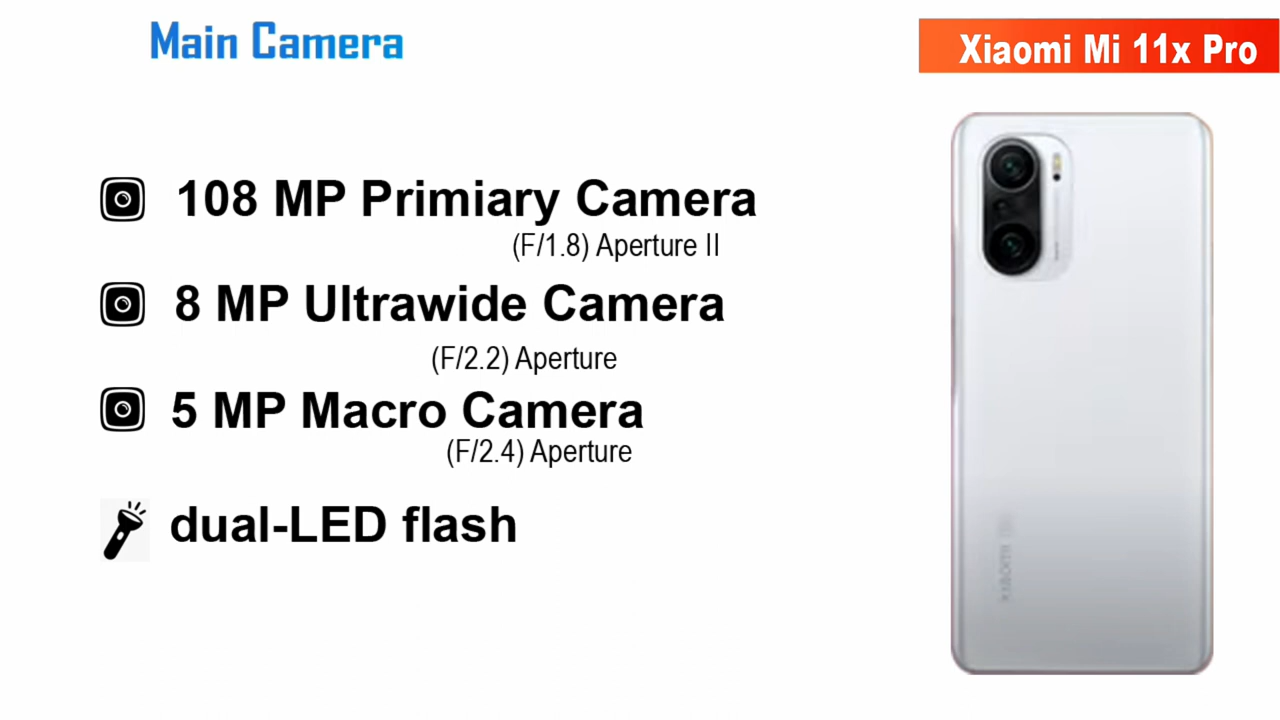 Main Camera
Xiaomi Mi 11x Pro
108 MP Primiary Camera
(F/1.8) Aperture II
8 MP Ultrawide Camera
(F/2.2) Aperture
5 MP Macro Camera
(F/2.4) Aperture
dual-LED flash
XIAOMI